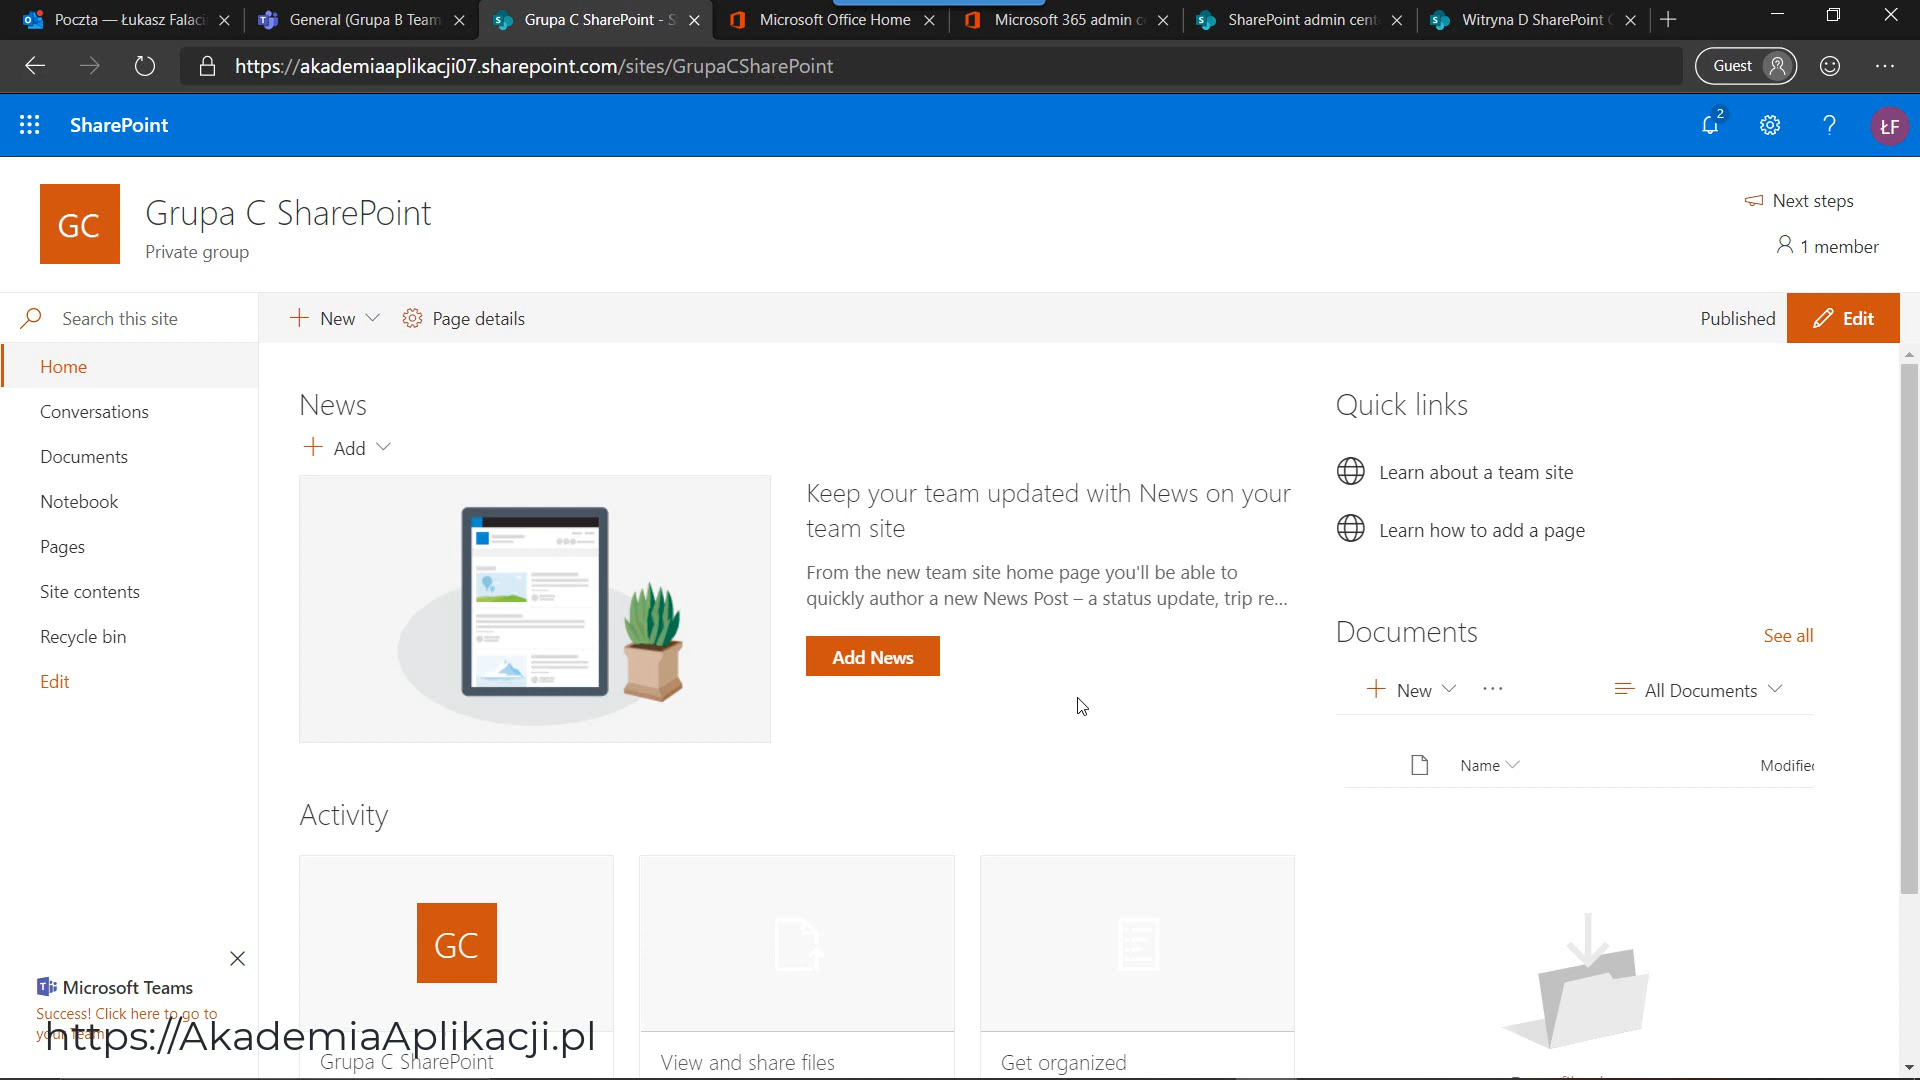 Poczta — Łukasz Falaci
General (Grupa B Team
Grupa C SharePoint - S
Microsoft Office Home
Microsoft 365 admin c
SharePoint admin cent
Witryna D SharePoint
https://akademiaaplikacji07.sharepoint.com/sites/GrupaCSharePoint
Guest
SharePoint
2
?
ŁF
GC
Grupa C SharePoint
Private group
Next steps
1 member
Search this site
New
Page details
Published
Edit
Home
Conversations
Documents
Notebook
Pages
Site contents
Recycle bin
Edit
News
Add
Keep your team updated with News on your
team site
From the new team site home page you'll be able to
quickly author a new News Post – a status update, trip re...
Add News
Quick links
Learn about a team site
Learn how to add a page
Documents
See all
New
All Documents
Name
Modified
Activity
GC
Grupa C SharePoint
View and share files
Get organized
Microsoft Teams
Success! Click here to go to
your Team
https://AkademiaAplikacji.pl